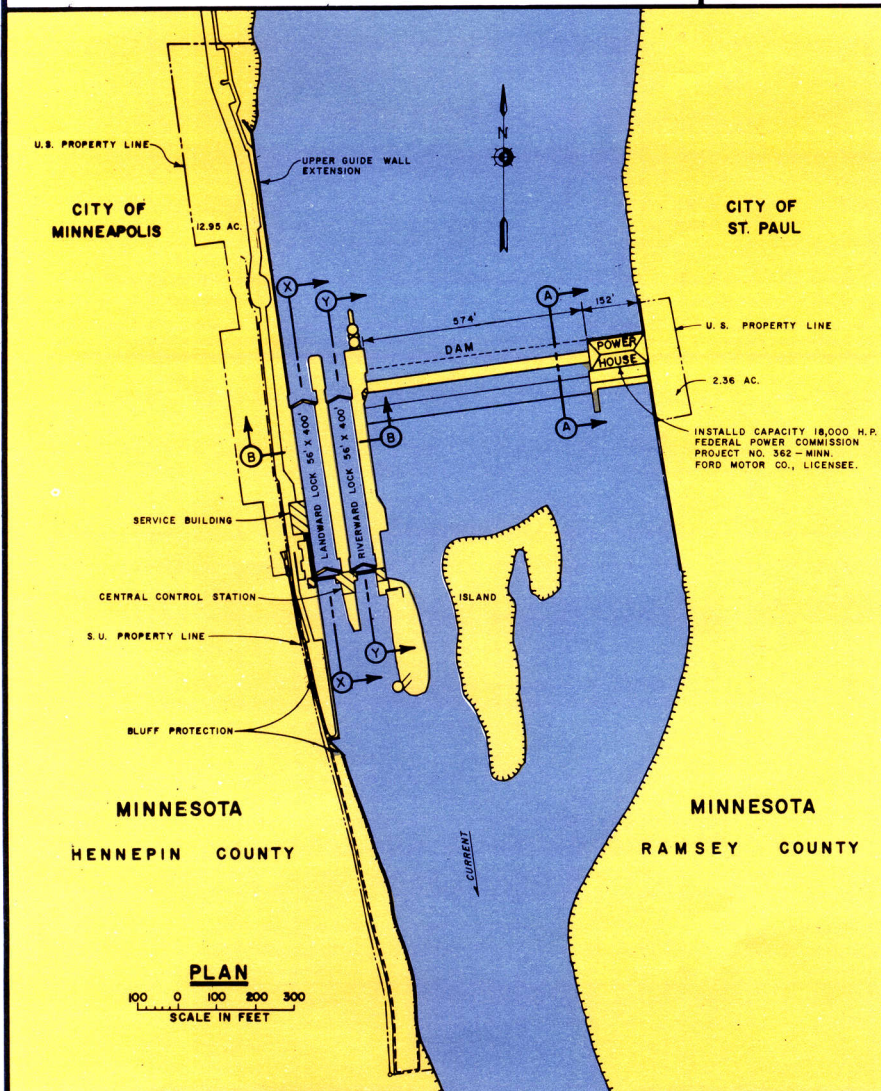 U.S. PROPERTY LINE
UPPER GUIDE WALL
EXTENSION
N
CITY OF
MINNEAPOLIS
12.95 AC.
CITY OF
ST. PAUL
X
Y
A
152'
574'
DAM
POWER
HOUSE
U.S. PROPERTY LINE
2.36 AC.
INSTALLD CAPACITY 18,000 H.P.
FEDERAL POWER COMMISSION
PROJECT NO. 362 – MINN.
FORD MOTOR CO., LICENSEE.
A
B
B
LANDWARD LOCK 56' X 400'
RIVERWARD LOCK 56' X 400'
SERVICE BUILDING
CENTRAL CONTROL STATION
ISLAND
S.U. PROPERTY LINE
Y
X
BLUFF PROTECTION
MINNESOTA
HENNEPIN COUNTY
MINNESOTA
RAMSEY COUNTY
CURRENT
PLAN
100 0 100 200 300
SCALE IN FEET